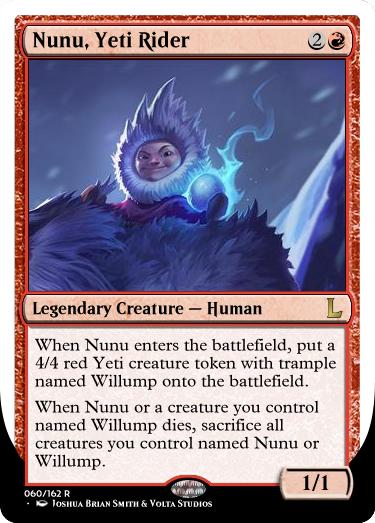 Nunu, Yeti Rider 2
Legendary Creature — Human L
When Nunu enters the battlefield, put a
4/4 red Yeti creature token with trample
named Willump onto the battlefield.
When Nunu or a creature you control
named Willump dies, sacrifice all
creatures you control named Nunu or
Willump.
1/1
060/162 R
· Joshua Brian Smith & Volta Studios